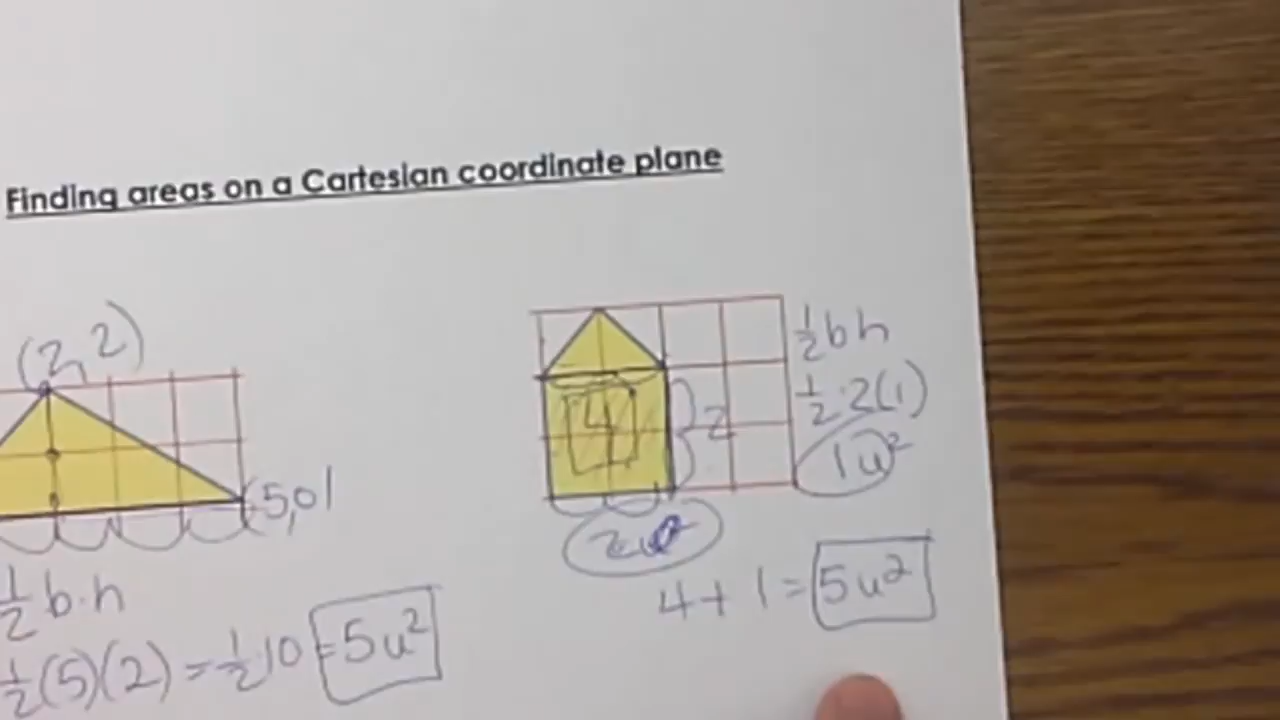 Finding areas on a Cartesian coordinate plane
(2,2)
(5,0)
½ b·h
½(5)(2) = ½·10 = 5u²
4
2
½bh
½·2(1)
1u²
4+1=5u²